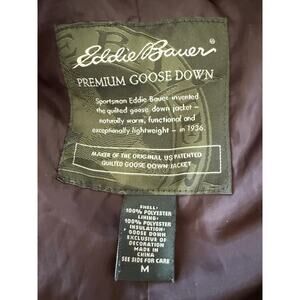 Eddie Bauer®
PREMIUM GOOSE DOWN
Sportsman Eddie Bauer invented
the quilted goose down jacket –
naturally warm, functional and
exceptionally lightweight – in 1936.
MAKER OF THE ORIGINAL US PATENTED
QUILTED GOOSE DOWN JACKET
SHELL:
100% POLYESTER
LINING:
100% POLYESTER
INSULATION:
GOOSE DOWN
EXCLUSIVE OF
DECORATION
MADE IN
CHINA
SEE SIDE FOR CARE
M